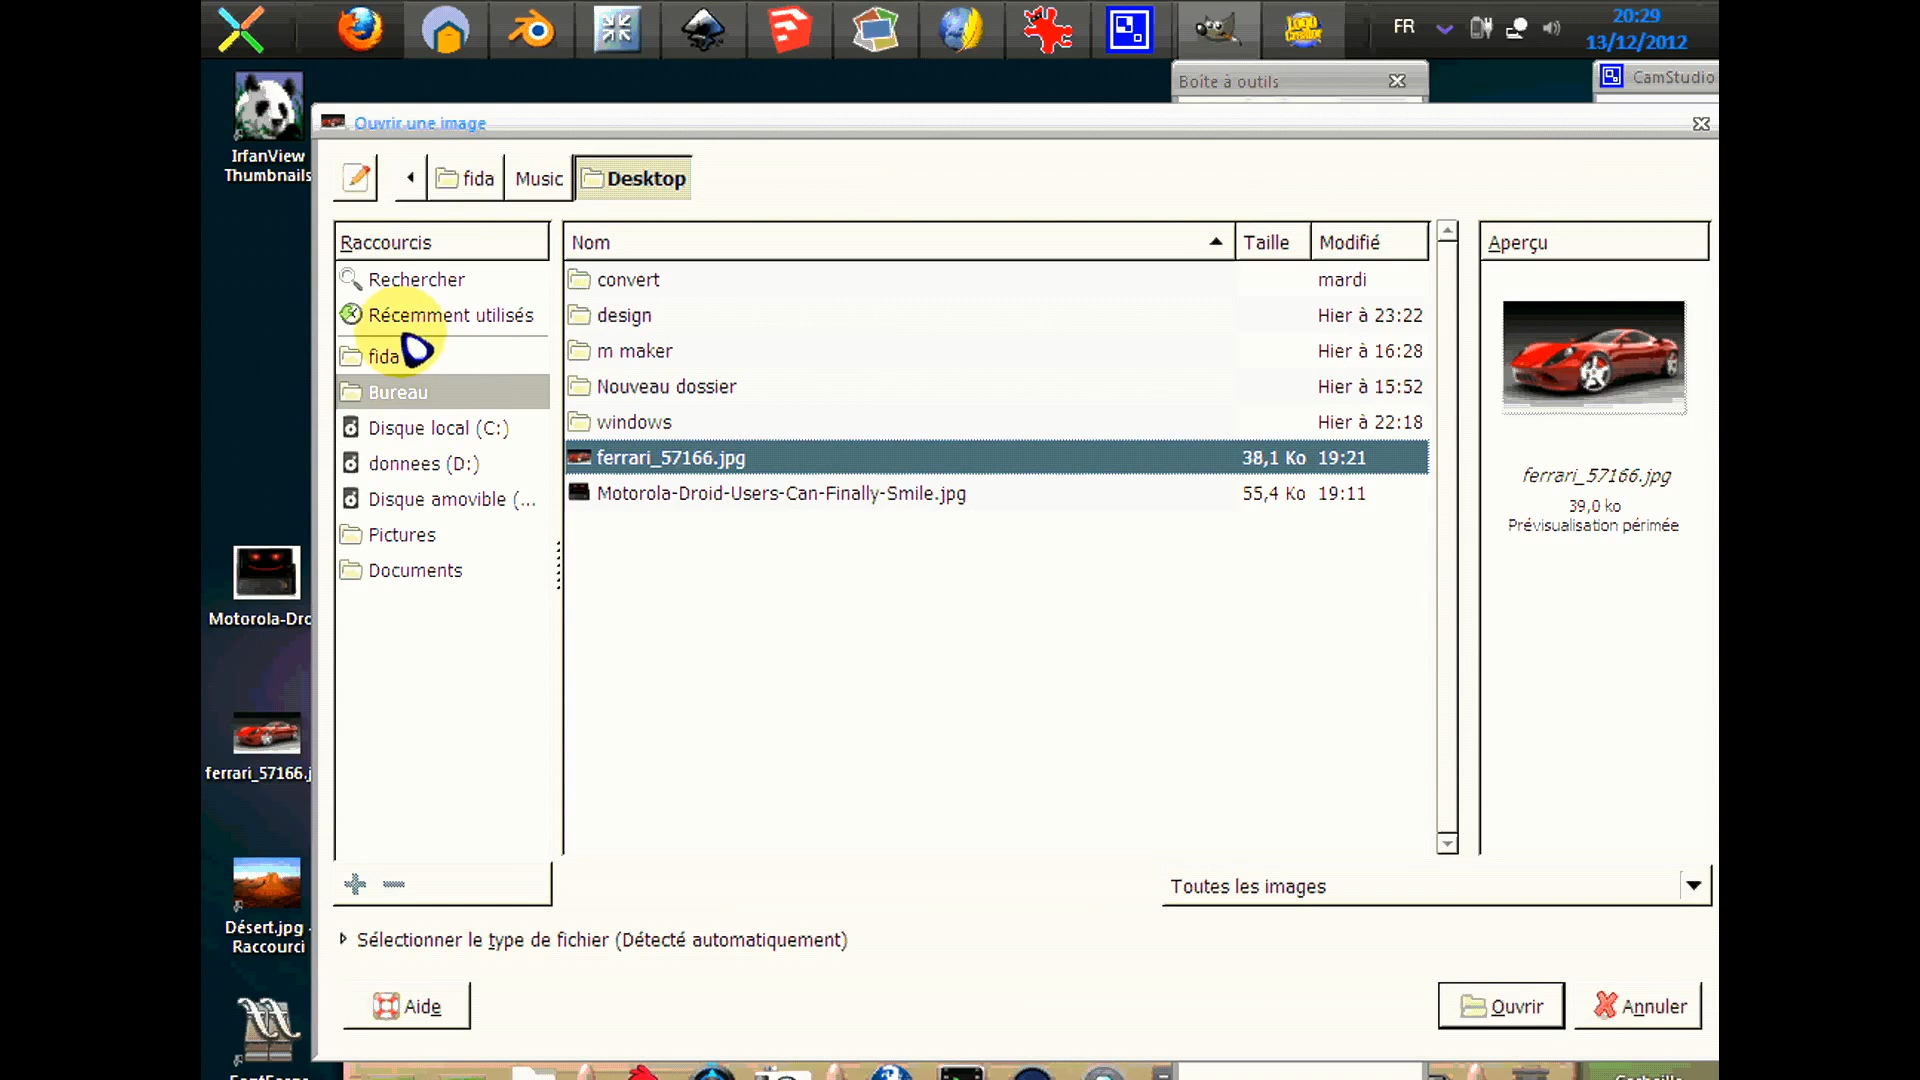 FR
20:29
13/12/2012
Boîte à outils
CamStudio
IrfanView
Thumbnails
Ouvrir une image
fida
Music
Desktop
Raccourcis
Nom
Taille
Modifié
Aperçu
Rechercher
convert
mardi
Récemment utilisés
design
Hier à 23:22
fida
m maker
Hier à 16:28
Bureau
Nouveau dossier
Hier à 15:52
Disque local (C:)
windows
Hier à 22:18
donnees (D:)
ferrari_57166.jpg
38,1 Ko
19:21
Disque amovible (...
Motorola-Droid-Users-Can-Finally-Smile.jpg
55,4 Ko
19:11
ferrari_57166.jpg
39,0 ko
Prévisualisation périmée
Pictures
Documents
Motorola-Dro
ferrari_57166.j
Désert.jpg -
Raccourci
Toutes les images
Sélectionner le type de fichier (Détecté automatiquement)
Aide
Ouvrir
Annuler